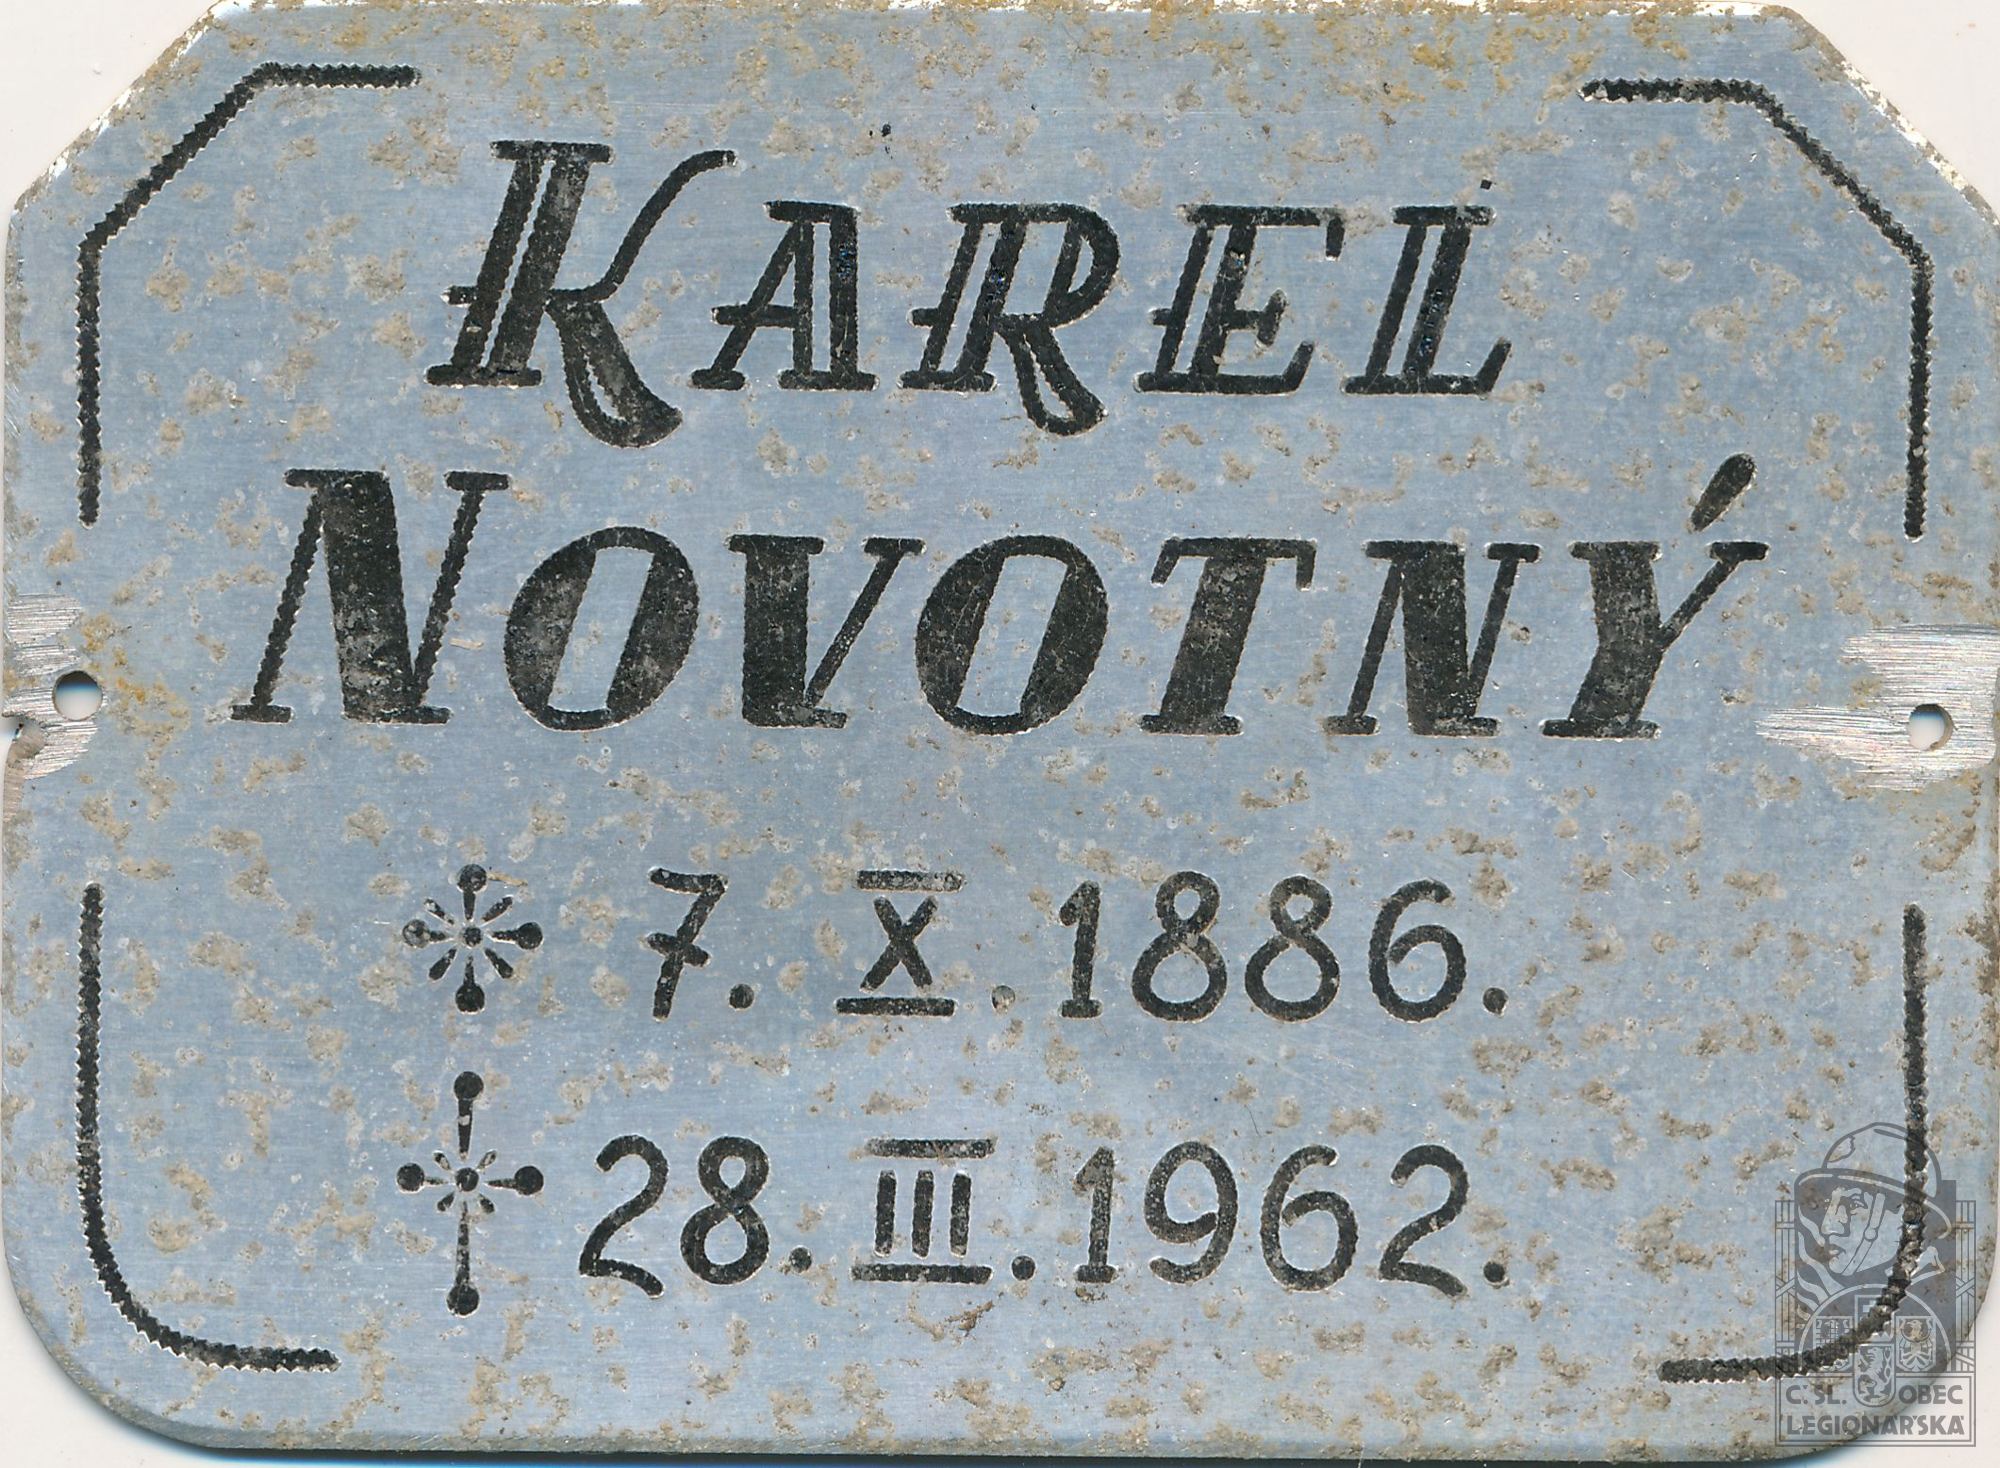 KAREL
NOVOTNÝ
7. X. 1886.
† 28. III. 1962.
Č. SL. OBEC
LEGIONÁŘSKÁ